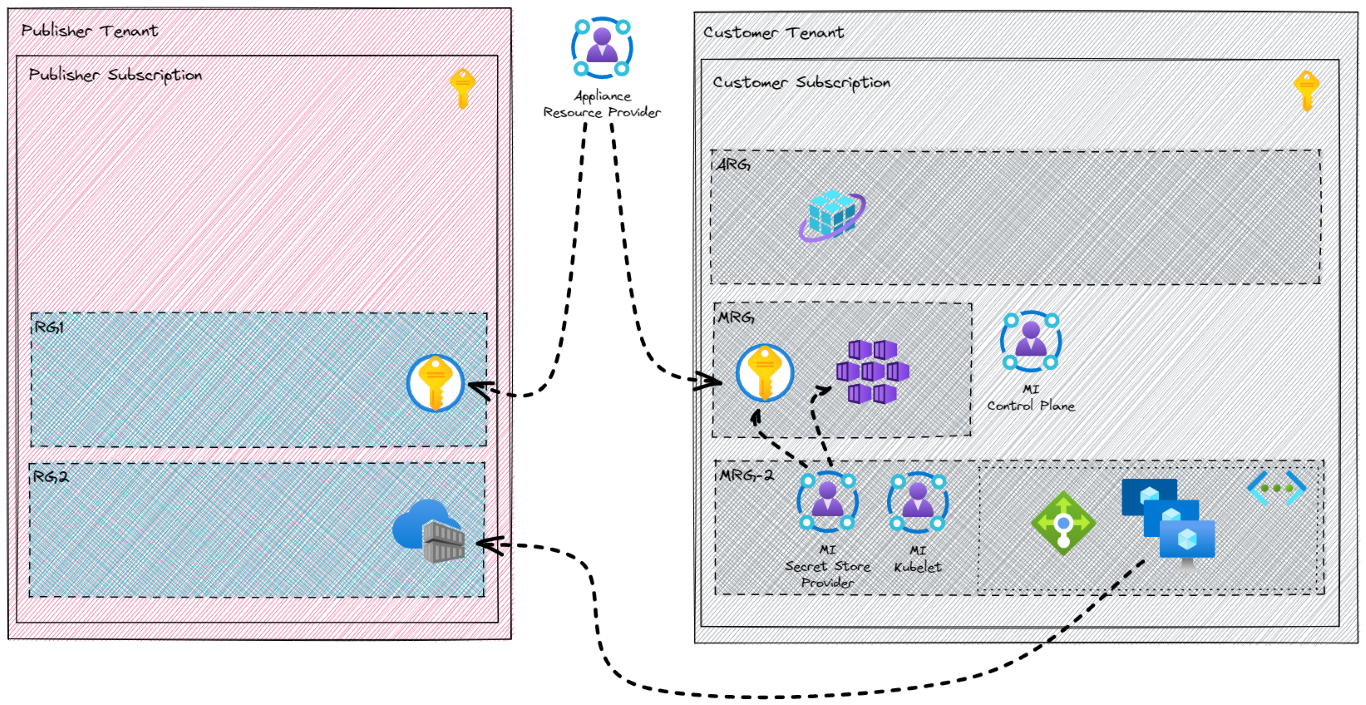 Publisher Tenant
Publisher Subscription
RG1
RG2
Appliance
Resource Provider
Customer Tenant
Customer Subscription
ARG
MRG
MI
Control Plane
MRG-2
MI
Secret Store
Provider
MI
Kubelet